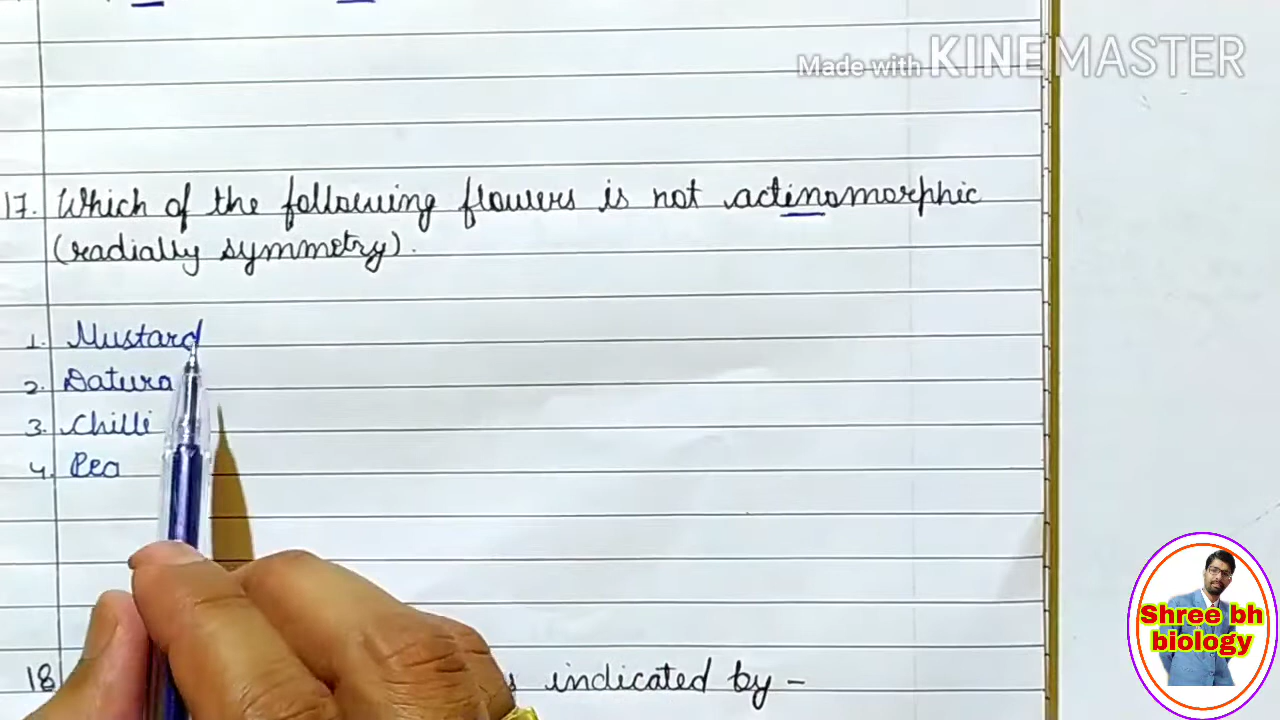 Made with KINEMASTER
17. Which of the following flowers is not actinomorphic
(radially symmetry).
1. Mustard
2. Datura
3. Chilli
4. Pea
18 indicated by -
Shree bh
biology